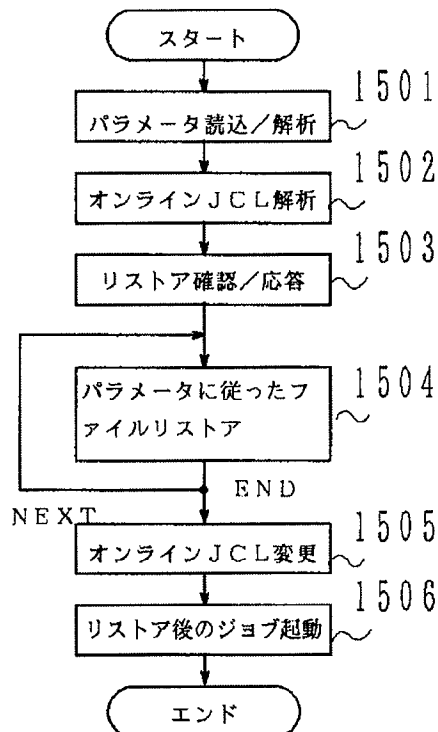 スタート
1501
パラメータ読込／解析
1502
オンラインＪＣＬ解析
1503
リストア確認／応答
1504
パラメータに従ったフ
ァイルリストア
END
NEXT
1505
オンラインＪＣＬ変更
1506
リストア後のジョブ起動
エンド